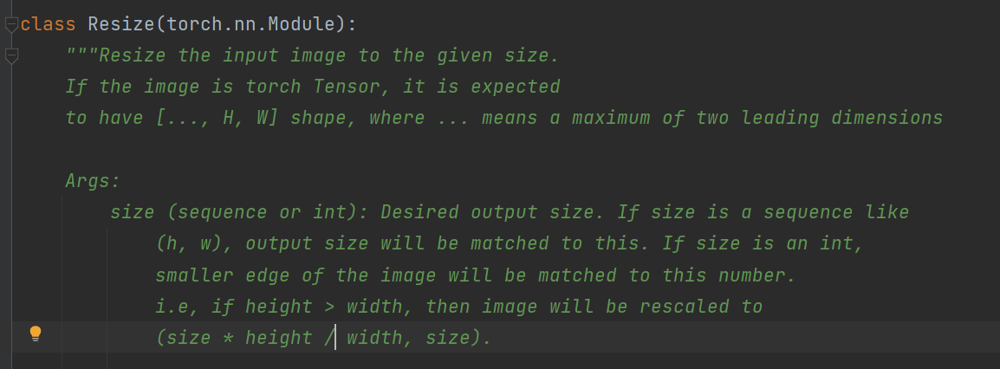 class Resize(torch.nn.Module):
"""Resize the input image to the given size.
If the image is torch Tensor, it is expected
to have [..., H, W] shape, where ... means a maximum of two leading dimensions
Args:
size (sequence or int): Desired output size. If size is a sequence like
(h, w), output size will be matched to this. If size is an int,
smaller edge of the image will be matched to this number.
i.e, if height > width, then image will be rescaled to
(size * height / width, size).